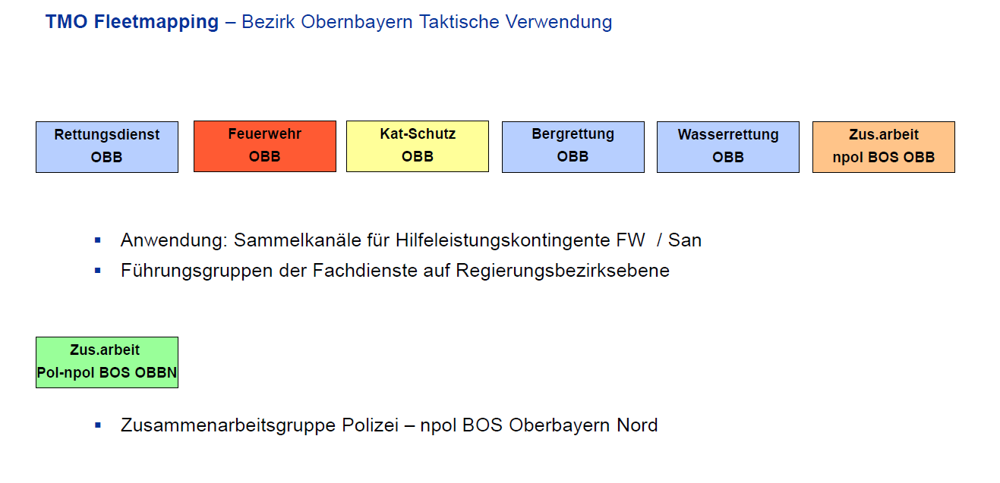 TMO Fleetmapping – Bezirk Obernbayern Taktische Verwendung
Rettungsdienst
OBB
Feuerwehr
OBB
Kat-Schutz
OBB
Bergrettung
OBB
Wasserrettung
OBB
Zus.arbeit
npol BOS OBB
▪ Anwendung: Sammelkanäle für Hilfeleistungskontingente FW / San
▪ Führungsgruppen der Fachdienste auf Regierungsbezirksebene
Zus.arbeit
Pol-npol BOS OBBN
▪ Zusammenarbeitsgruppe Polizei – npol BOS Oberbayern Nord